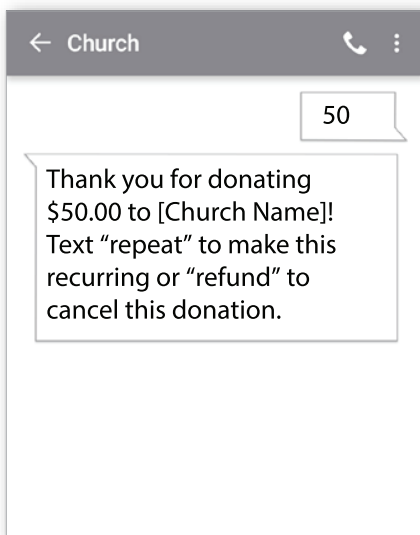 Church
50
Thank you for donating
$50.00 to [Church Name]!
Text “repeat” to make this
recurring or “refund” to
cancel this donation.